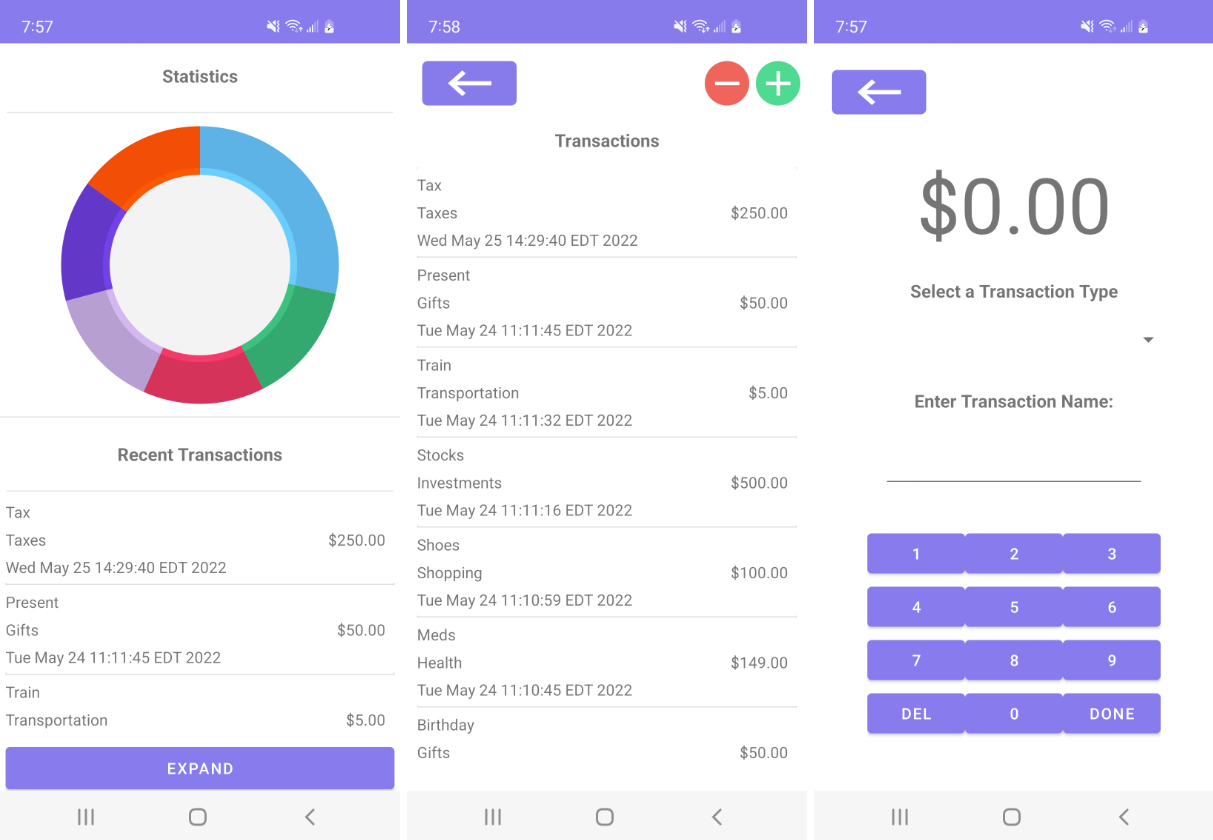 7:57
Statistics
Recent Transactions
Tax
Taxes $250.00
Wed May 25 14:29:40 EDT 2022
Present
Gifts $50.00
Tue May 24 11:11:45 EDT 2022
Train
Transportation $5.00
EXPAND
7:58
Transactions
Tax
Taxes $250.00
Wed May 25 14:29:40 EDT 2022
Present
Gifts $50.00
Tue May 24 11:11:45 EDT 2022
Train
Transportation $5.00
Tue May 24 11:11:32 EDT 2022
Stocks
Investments $500.00
Tue May 24 11:11:16 EDT 2022
Shoes
Shopping $100.00
Tue May 24 11:10:59 EDT 2022
Meds
Health $149.00
Tue May 24 11:10:45 EDT 2022
Birthday
Gifts $50.00
7:57
$0.00
Select a Transaction Type
Enter Transaction Name:
1 2 3
4 5 6
7 8 9
DEL 0 DONE